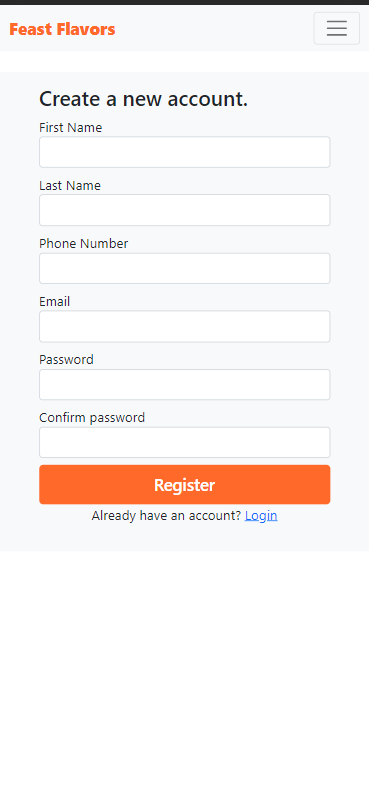 Feast Flavors
Create a new account.
First Name
Last Name
Phone Number
Email
Password
Confirm password
Register
Already have an account? Login